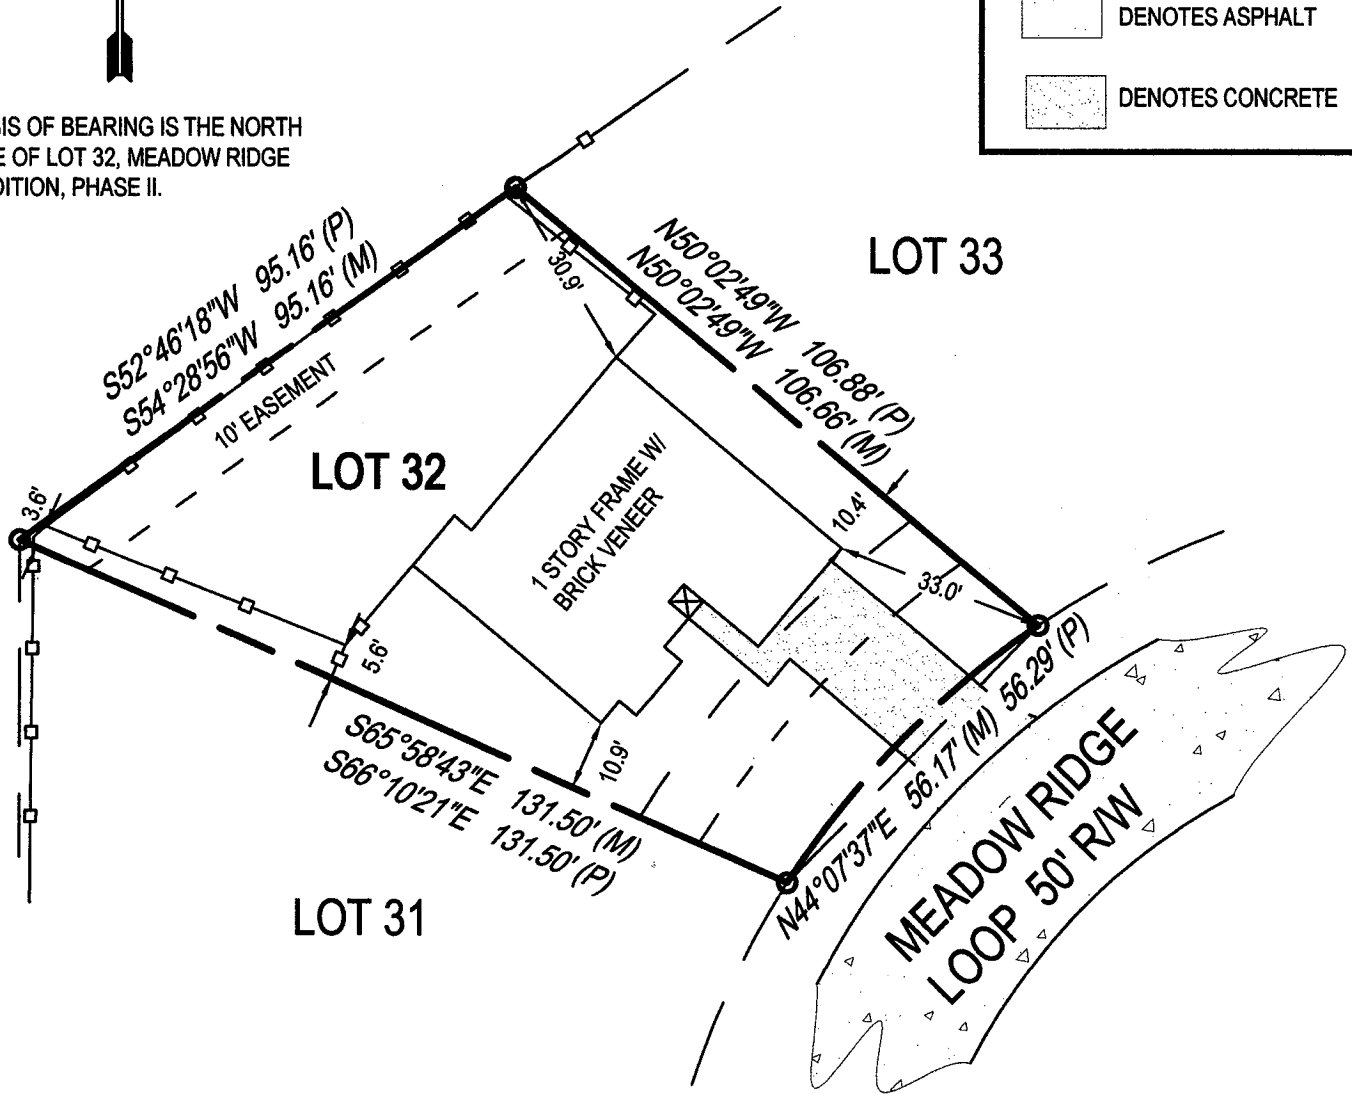 DENOTES ASPHALT
DENOTES CONCRETE
IS OF BEARING IS THE NORTH
OF LOT 32, MEADOW RIDGE
DITION, PHASE II.
S52°46'18"W 95.16' (P)
S54°28'56"W 95.16' (M)
10' EASEMENT
30.9'
N50°02'49"W 106.88' (P)
N50°02'49"W 106.66' (M)
LOT 33
LOT 32
3.6'
1 STORY FRAME W/
BRICK VENEER
10.4'
33.0'
5.6'
10.9'
S65°58'43"E 131.50' (M)
S66°10'21"E 131.50' (P)
N44°07'37"E 56.17' (M) 56.29' (P)
LOT 31
MEADOW RIDGE
LOOP 50' R/W